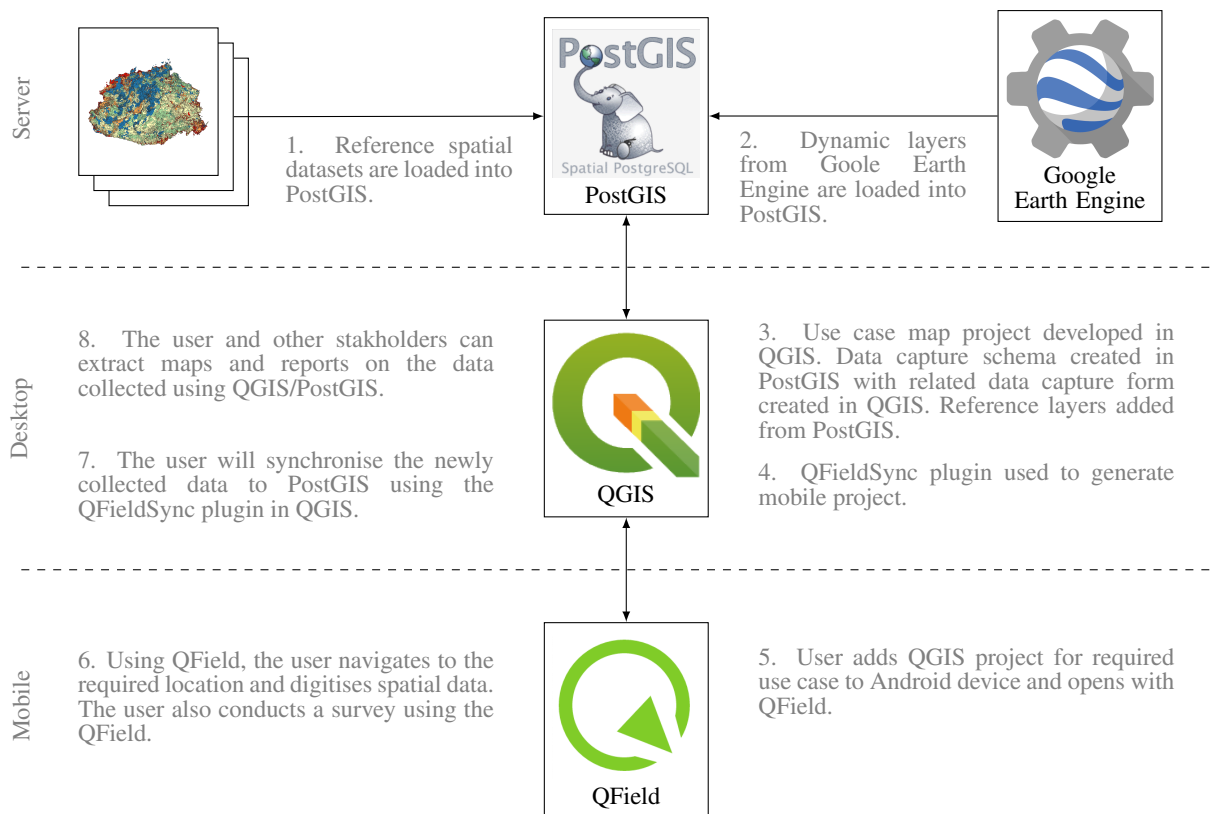 Server
PostGIS
Spatial PostgreSQL
PostGIS
Google
Earth Engine
1. Reference spatial
datasets are loaded into
PostGIS.
2. Dynamic layers
from Goole Earth
Engine are loaded into
PostGIS.
Desktop
8. The user and other stakholders can
extract maps and reports on the data
collected using QGIS/PostGIS.
7. The user will synchronise the newly
collected data to PostGIS using the
QFieldSync plugin in QGIS.
QGIS
3. Use case map project developed in
QGIS. Data capture schema created in
PostGIS with related data capture form
created in QGIS. Reference layers added
from PostGIS.
4. QFieldSync plugin used to generate
mobile project.
Mobile
6. Using QField, the user navigates to the
required location and digitises spatial data.
The user also conducts a survey using the
QField.
QField
5. User adds QGIS project for required
use case to Android device and opens with
QField.